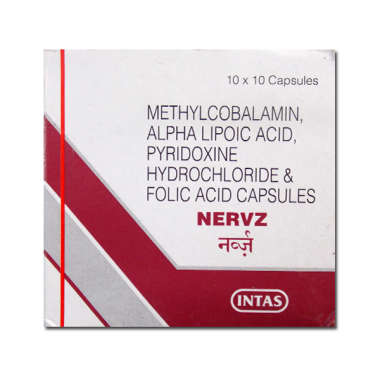 10 x 10 Capsules
METHYLCOBALAMIN,
ALPHA LIPOIC ACID,
PYRIDOXINE
HYDROCHLORIDE &
FOLIC ACID CAPSULES
NERVZ
नर्व्ज़
INTAS